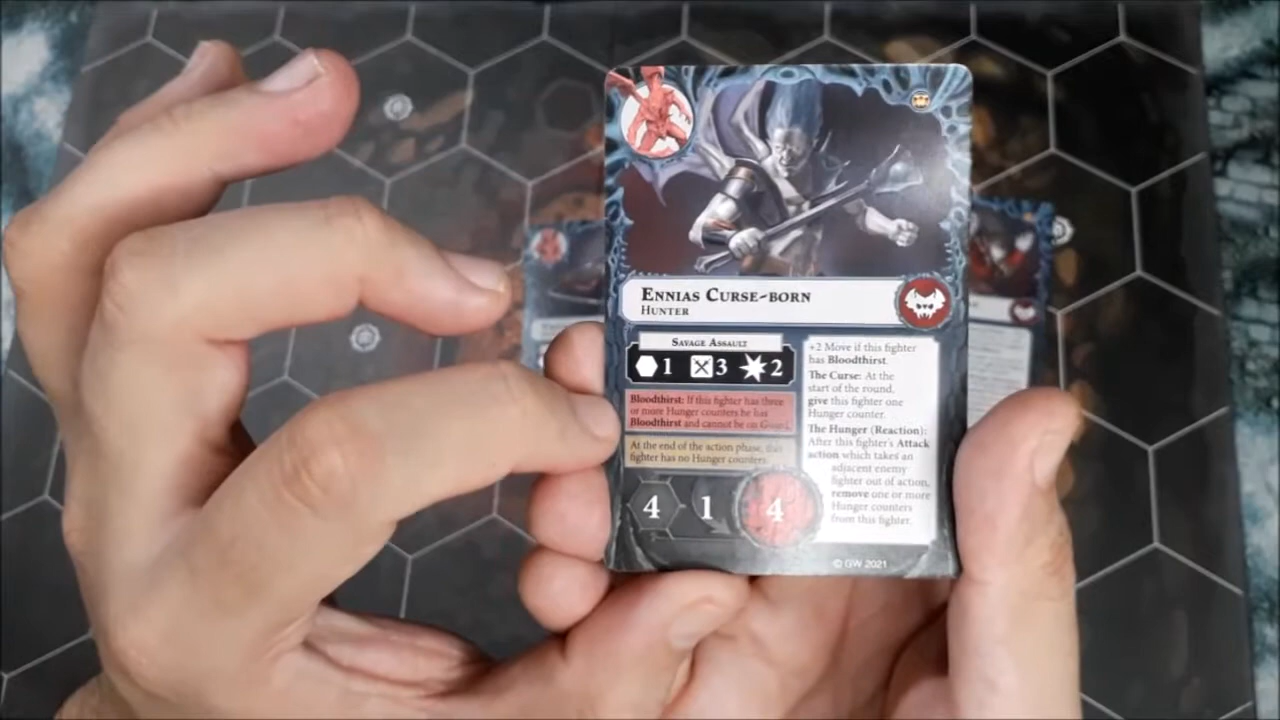 ENNIAS CURSE-BORN
HUNTER
SAVAGE ASSAULT
1 3 2
Bloodthirst: If this fighter has three
or more Hunger counters he has
Bloodthirst and cannot be on Guard.
At the end of the action phase, this
fighter has no Hunger counters.
4 1 4
+2 Move if this fighter
has Bloodthirst.
The Curse: At the
start of the round,
give this fighter one
Hunger counter.
The Hunger (Reaction):
After this fighter's Attack
action which takes an
adjacent enemy
fighter out of action,
remove one or more
Hunger counters
from this fighter.
© GW 2021